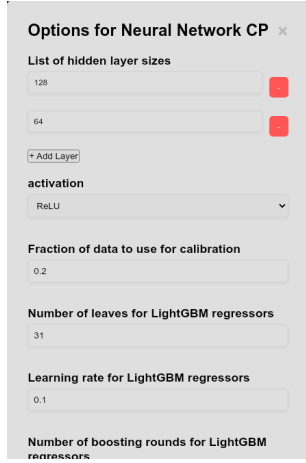 Options for Neural Network CP ×
List of hidden layer sizes
128
-
64
-
+ Add Layer
activation
ReLU
Fraction of data to use for calibration
0.2
Number of leaves for LightGBM regressors
31
Learning rate for LightGBM regressors
0.1
Number of boosting rounds for LightGBM
regressors